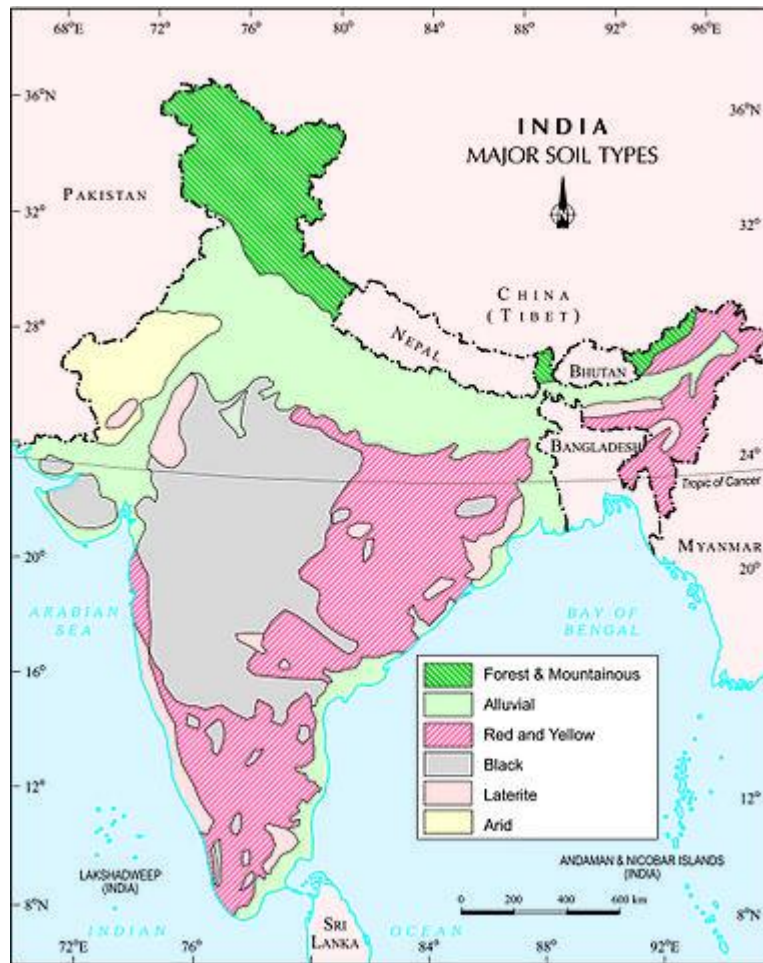 68°E
72°
76°
80°
84°
88°
92°
96°E
36°N
36°N
INDIA
MAJOR SOIL TYPES
N
PAKISTAN
32°
32°
CHINA
(TIBET)
28°
28°
NEPAL
BHUTAN
BANGLADESH
24°
24°
Tropic of Cancer
MYANMAR
20°
20°
ARABIAN
SEA
BAY OF
BENGAL
16°
16°
Forest & Mountainous
Alluvial
Red and Yellow
Black
Laterite
Arid
12°
12°
LAKSHADWEEP
(INDIA)
ANDAMAN & NICOBAR ISLANDS
(INDIA)
8°N
8°N
0 200 400 600 km
INDIAN OCEAN
SRI
LANKA
72°E
76°
84°
88°
92°E